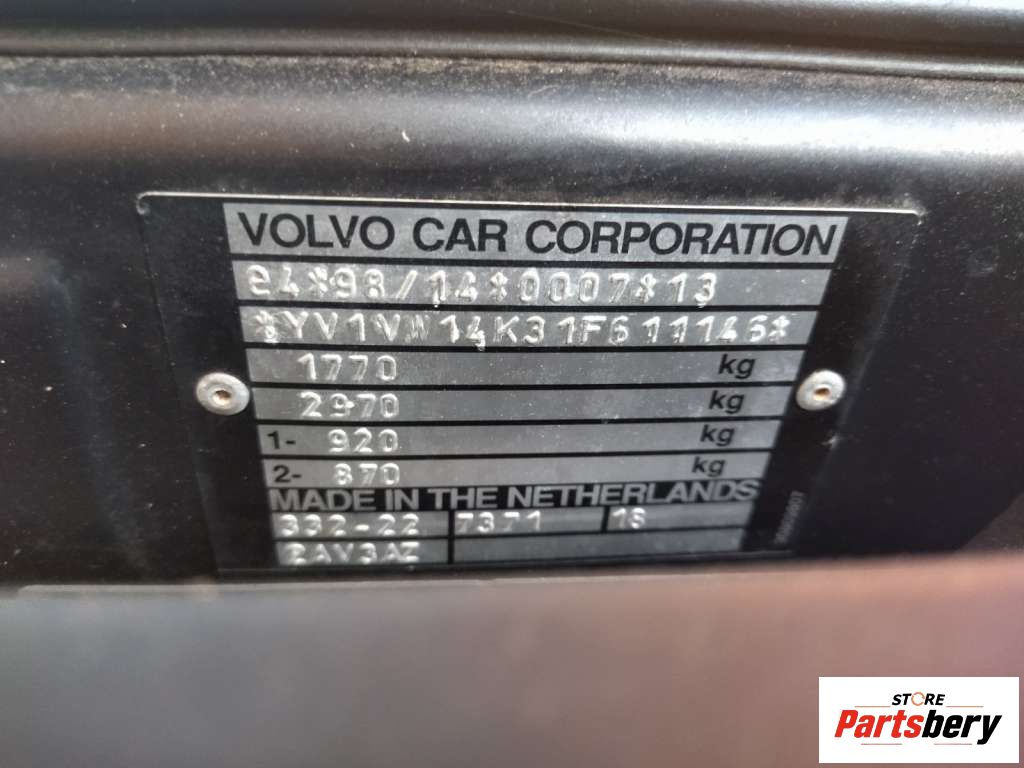 VOLVO CAR CORPORATION
e4*98/14*0007*13
*YV1VW14K31F611146*
1770 kg
2970 kg
1- 920 kg
2- 870 kg
MADE IN THE NETHERLANDS
332-22 7371 18
2AV3AZ
STORE
Partsbery